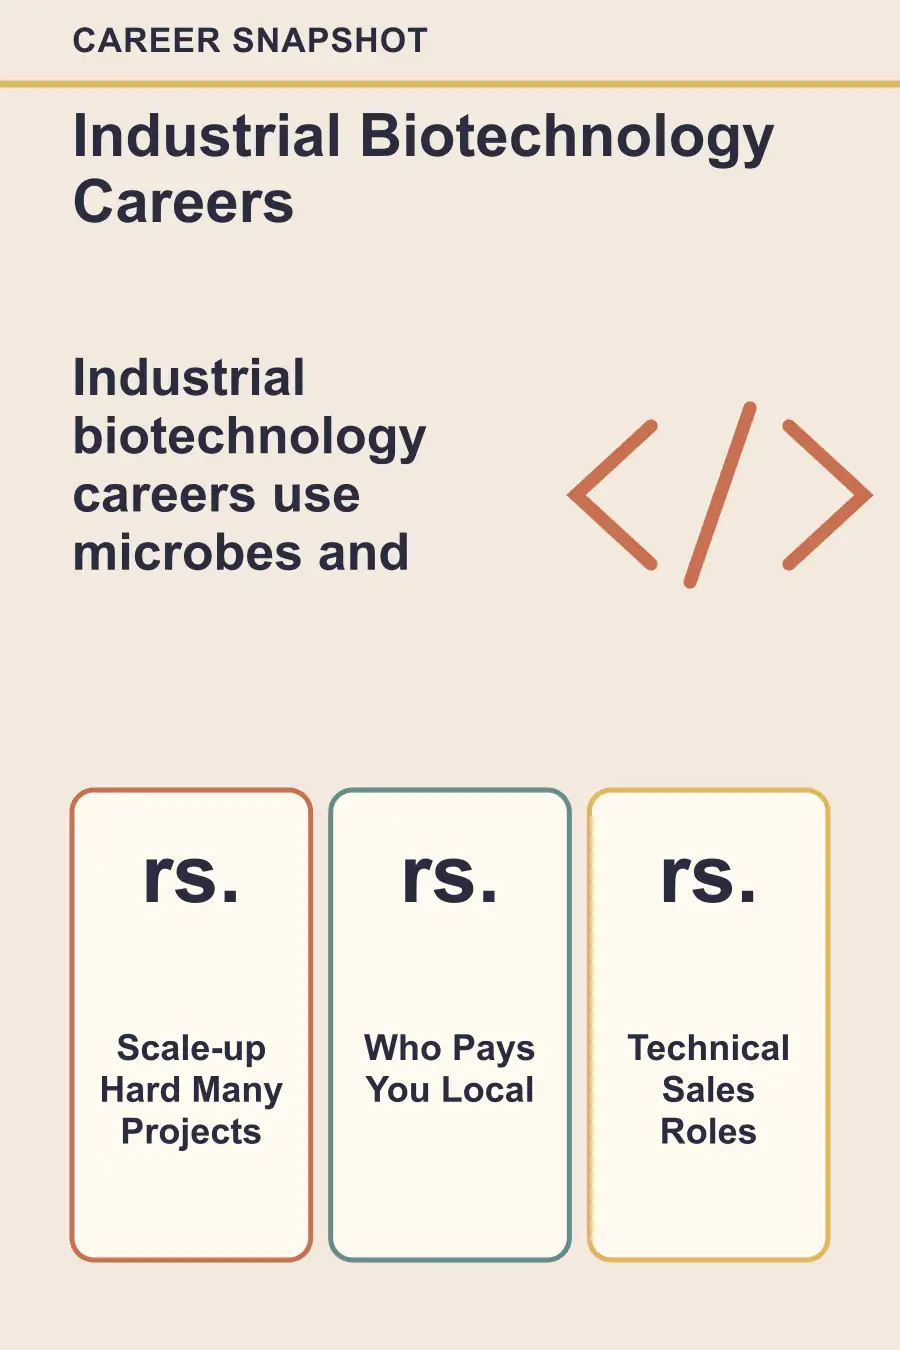 CAREER SNAPSHOT
Industrial Biotechnology
Careers
Industrial
biotechnology
careers use
microbes and
rs.
Scale-up
Hard Many
Projects
rs.
Who Pays
You Local
rs.
Technical
Sales
Roles